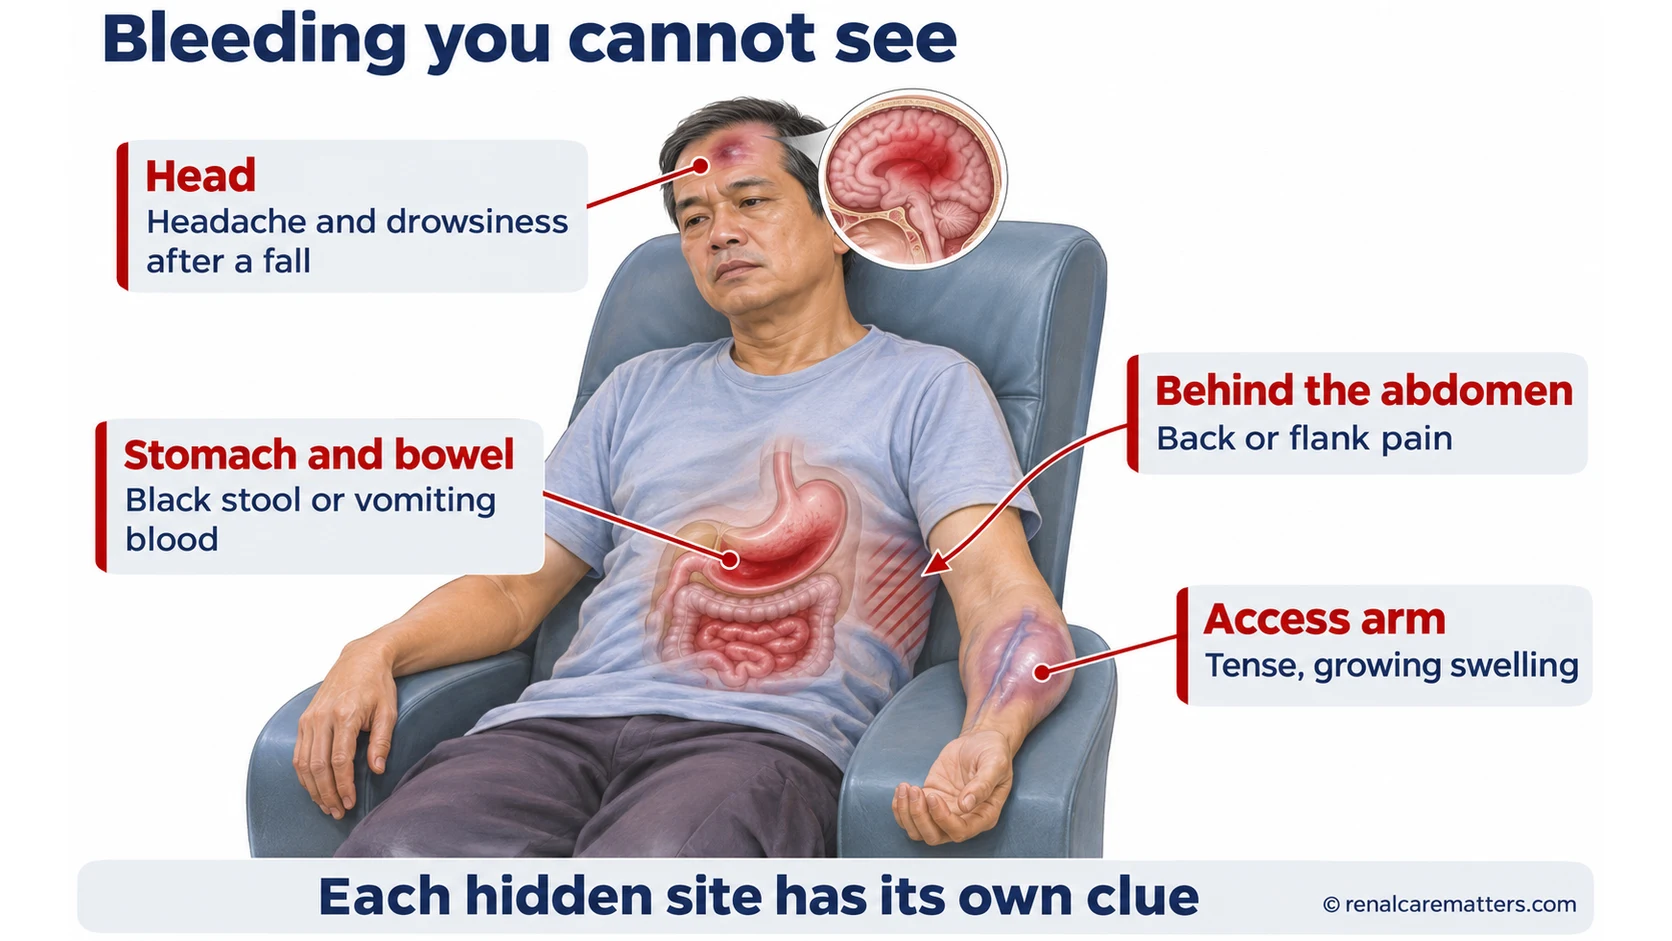 Bleeding you cannot see
Head
Headache and drowsiness
after a fall
Stomach and bowel
Black stool or vomiting
blood
Behind the abdomen
Back or flank pain
Access arm
Tense, growing swelling
Each hidden site has its own clue
© renalcarematters.com